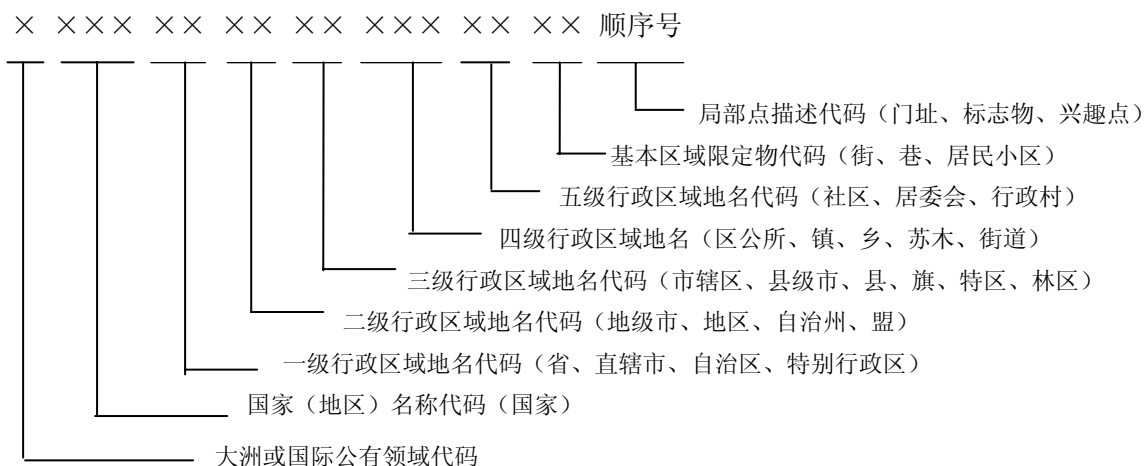 × ××× ×× ×× ×× ××× ×× ×× 顺序号
局部点描述代码（门址、标志物、兴趣点）
基本区域限定物代码（街、巷、居民小区）
五级行政区域地名代码（社区、居委会、行政村）
四级行政区域地名（区公所、镇、乡、苏木、街道）
三级行政区域地名代码（市辖区、县级市、县、旗、特区、林区）
二级行政区域地名代码（地级市、地区、自治州、盟）
一级行政区域地名代码（省、直辖市、自治区、特别行政区）
国家（地区）名称代码（国家）
大洲或国际公有领域代码